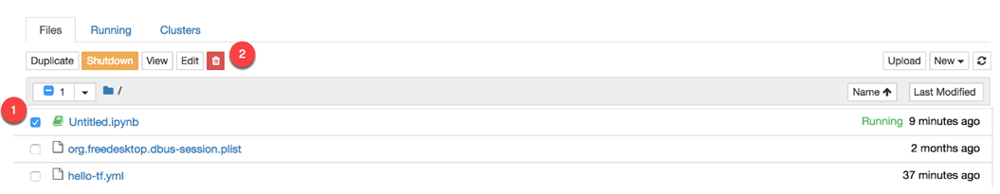 Files Running Clusters
Duplicate Shutdown View Edit 2 Upload New
1 / Name Last Modified
1 Untitled.ipynb Running 9 minutes ago
org.freedesktop.dbus-session.plist 2 months ago
hello-tf.yml 37 minutes ago